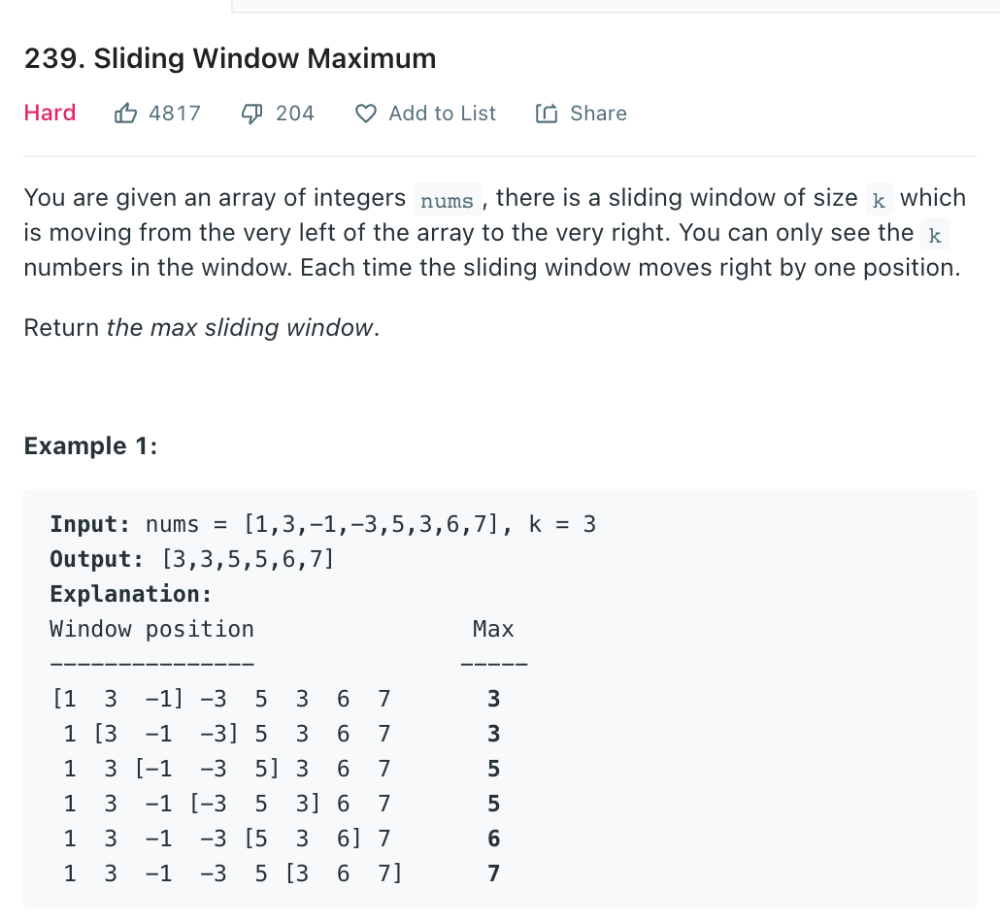 239. Sliding Window Maximum
Hard 4817 204 Add to List Share
You are given an array of integers nums, there is a sliding window of size k which
is moving from the very left of the array to the very right. You can only see the k
numbers in the window. Each time the sliding window moves right by one position.
Return the max sliding window.
Example 1:
Input: nums = [1,3,-1,-3,5,3,6,7], k = 3
Output: [3,3,5,5,6,7]
Explanation:
Window position                Max
---------------               -----
[1  3  -1] -3  5  3  6  7       3
 1 [3  -1  -3] 5  3  6  7       3
 1  3 [-1  -3  5] 3  6  7       5
 1  3  -1 [-3  5  3] 6  7       5
 1  3  -1  -3 [5  3  6] 7       6
 1  3  -1  -3  5 [3  6  7]      7